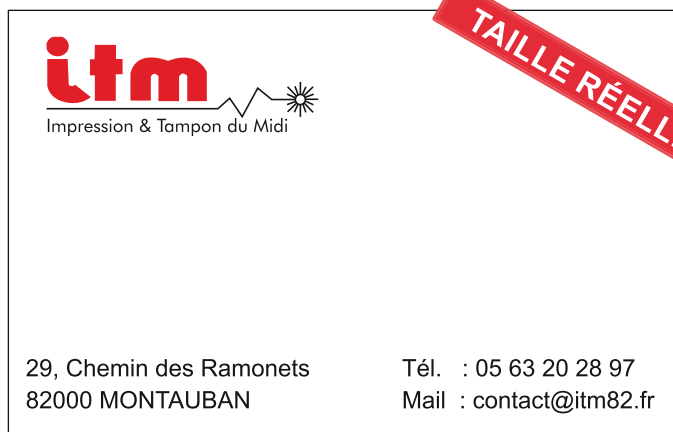 itm
Impression & Tampon du Midi
TAILLE RÉELL
29, Chemin des Ramonets
82000 MONTAUBAN
Tél. : 05 63 20 28 97
Mail : contact@itm82.fr